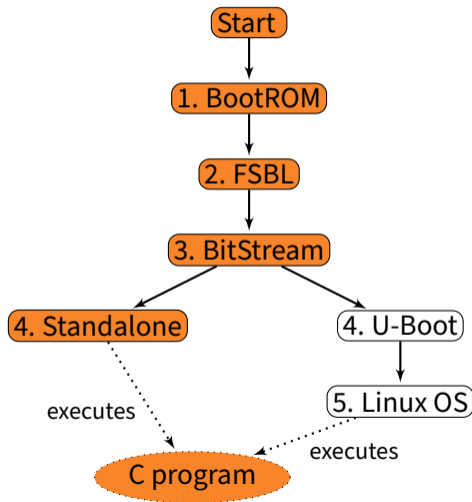 Start
1. BootROM
2. FSBL
3. BitStream
4. Standalone
4. U-Boot
5. Linux OS
executes
executes
C program